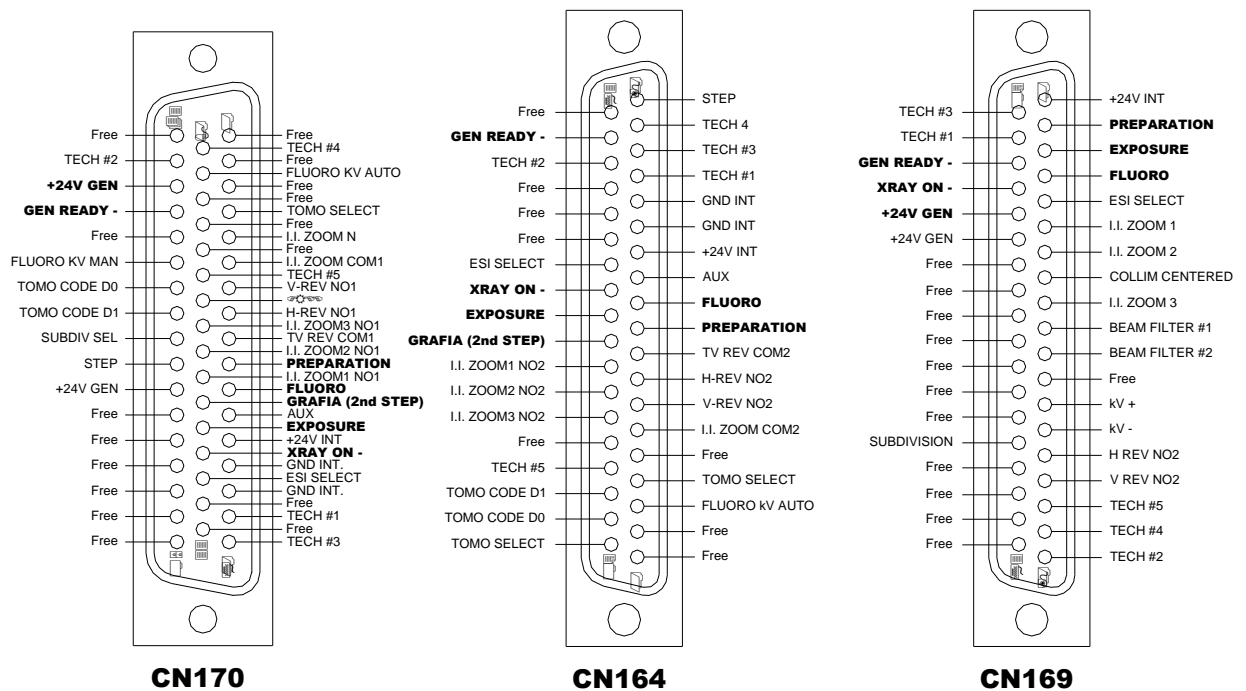 Free
TECH #2
+24V GEN
GEN READY -
Free
FLUORO KV MAN
TOMO CODE D0
TOMO CODE D1
SUBDIV SEL
STEP
+24V GEN
Free
Free
Free
Free
Free
Free
Free
TECH #4
Free
FLUORO KV AUTO
Free
Free
TOMO SELECT
Free
I.I. ZOOM N
Free
I.I. ZOOM COM1
TECH #5
V-REV NO1
H-REV NO1
I.I. ZOOM3 NO1
TV REV COM1
I.I. ZOOM2 NO1
PREPARATION
I.I. ZOOM1 NO1
FLUORO
GRAFIA (2nd STEP)
AUX
EXPOSURE
+24V INT
XRAY ON -
GND INT.
ESI SELECT
GND INT.
Free
TECH #1
Free
TECH #3
CN170
Free
GEN READY -
TECH #2
Free
Free
Free
ESI SELECT
XRAY ON -
EXPOSURE
GRAFIA (2nd STEP)
I.I. ZOOM1 NO2
I.I. ZOOM2 NO2
I.I. ZOOM3 NO2
Free
TECH #5
TOMO CODE D1
TOMO CODE D0
TOMO SELECT
STEP
TECH 4
TECH #3
TECH #1
GND INT
GND INT
+24V INT
AUX
FLUORO
PREPARATION
TV REV COM2
H-REV NO2
V-REV NO2
I.I. ZOOM COM2
Free
TOMO SELECT
FLUORO kV AUTO
Free
Free
CN164
TECH #3
TECH #1
GEN READY -
XRAY ON -
+24V GEN
+24V GEN
Free
Free
Free
Free
Free
Free
Free
SUBDIVISION
Free
Free
Free
Free
+24V INT
PREPARATION
EXPOSURE
FLUORO
ESI SELECT
I.I. ZOOM 1
I.I. ZOOM 2
COLLIM CENTERED
I.I. ZOOM 3
BEAM FILTER #1
BEAM FILTER #2
Free
kV +
kV -
H REV NO2
V REV NO2
TECH #5
TECH #4
TECH #2
CN169